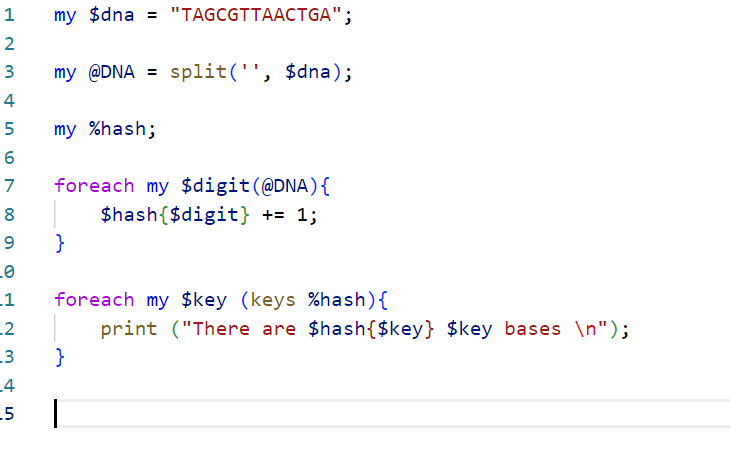 1 my $dna = "TAGCGTTAACTGA";
2
3 my @DNA = split('', $dna);
4
5 my %hash;
6
7 foreach my $digit(@DNA){
8     $hash{$digit} += 1;
9 }
.0
.1 foreach my $key (keys %hash){
.2     print ("There are $hash{$key} $key bases \n");
.3 }
.4
.5